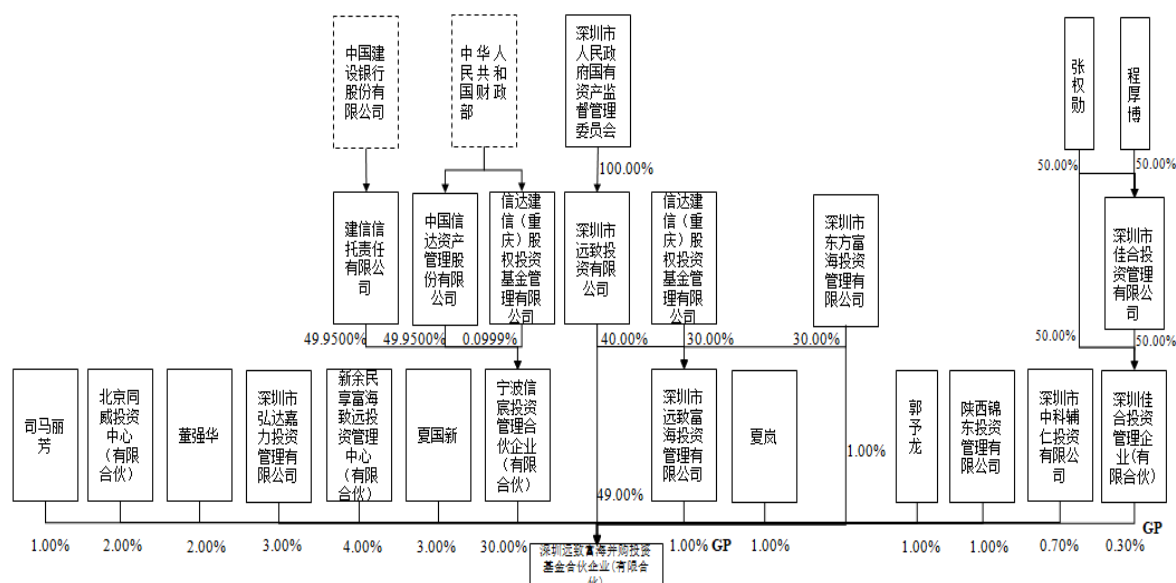 中国建
设银行
股份有
限公司
中 华 人
民 共 和
国 财 政
部
深圳市
人民政
府国有
资产监
督管理
委员会
张
权
勋
程
厚
博
100.00%
50.00%
50.00%
建信信
托责任
有限公
司
中国信
达资产
管理股
份有限
公司
信达建
信（重
庆）股
权投资
基金管
理有限
公司
深圳市
远致投
资有限
公司
信达建
信（重
庆）股
权投资
基金管
理有限
公司
深圳市
东方富
海投资
管理有
限公司
深圳市
佳合投
资管理
有限公
司
49.9500%
49.9500%
0.0999%
40.00%
30.00%
30.00%
50.00%
50.00%
司马丽
芳
北京同
威投资
中心
（有限
合伙）
董强华
深圳市
弘达嘉
力投资
管理有
限公司
新余民
享富海
致远投
资管理
中心
（有限
合伙）
夏国新
宁波信
宸投资
管理合
伙企业
（有限
合伙）
深圳市
远致富
海投资
管理有
限公司
夏岚
郭
予
龙
陕西锦
东投资
管理有
限公司
深圳市
中科辅
仁投资
有限公
司
深圳佳
合投资
管理企
业(有
限合伙)
1.00%
49.00%
GP
1.00%
2.00%
2.00%
3.00%
4.00%
3.00%
30.00%
1.00% GP
1.00%
1.00%
1.00%
0.70%
0.30%
深圳远致富海并购投资
基金合伙企业(有限合
伙)